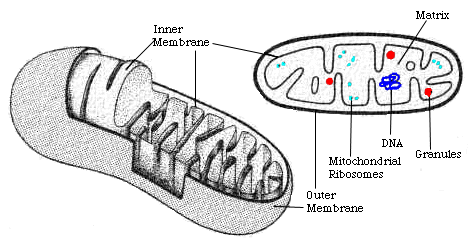 Inner
Membrane
Matrix
DNA
Granules
Mitochondrial
Ribosomes
Outer
Membrane